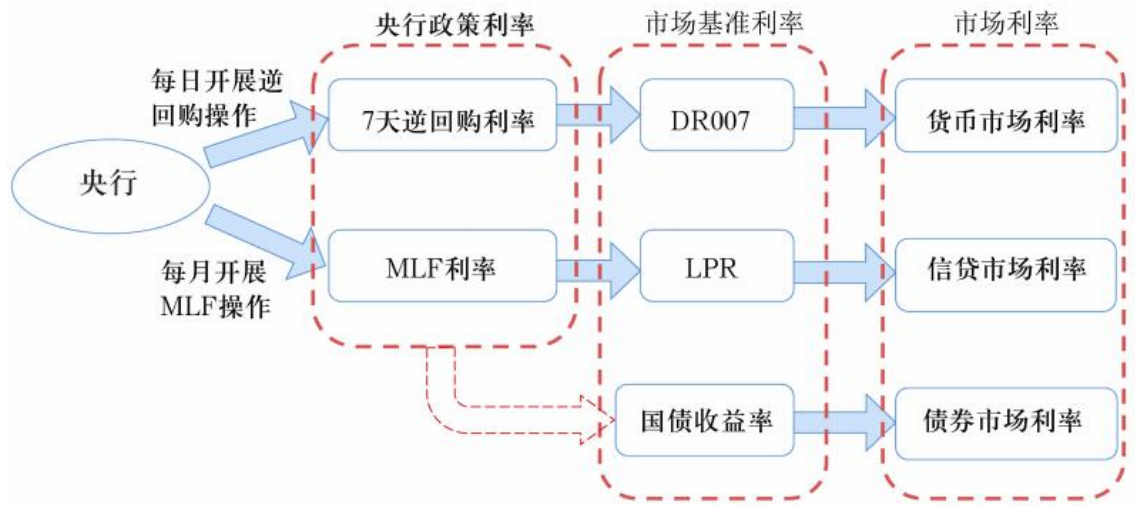 央行政策利率
市场基准利率
市场利率
每日开展逆
回购操作
7天逆回购利率
DR007
货币市场利率
央行
每月开展
MLF操作
MLF利率
LPR
信贷市场利率
国债收益率
债券市场利率